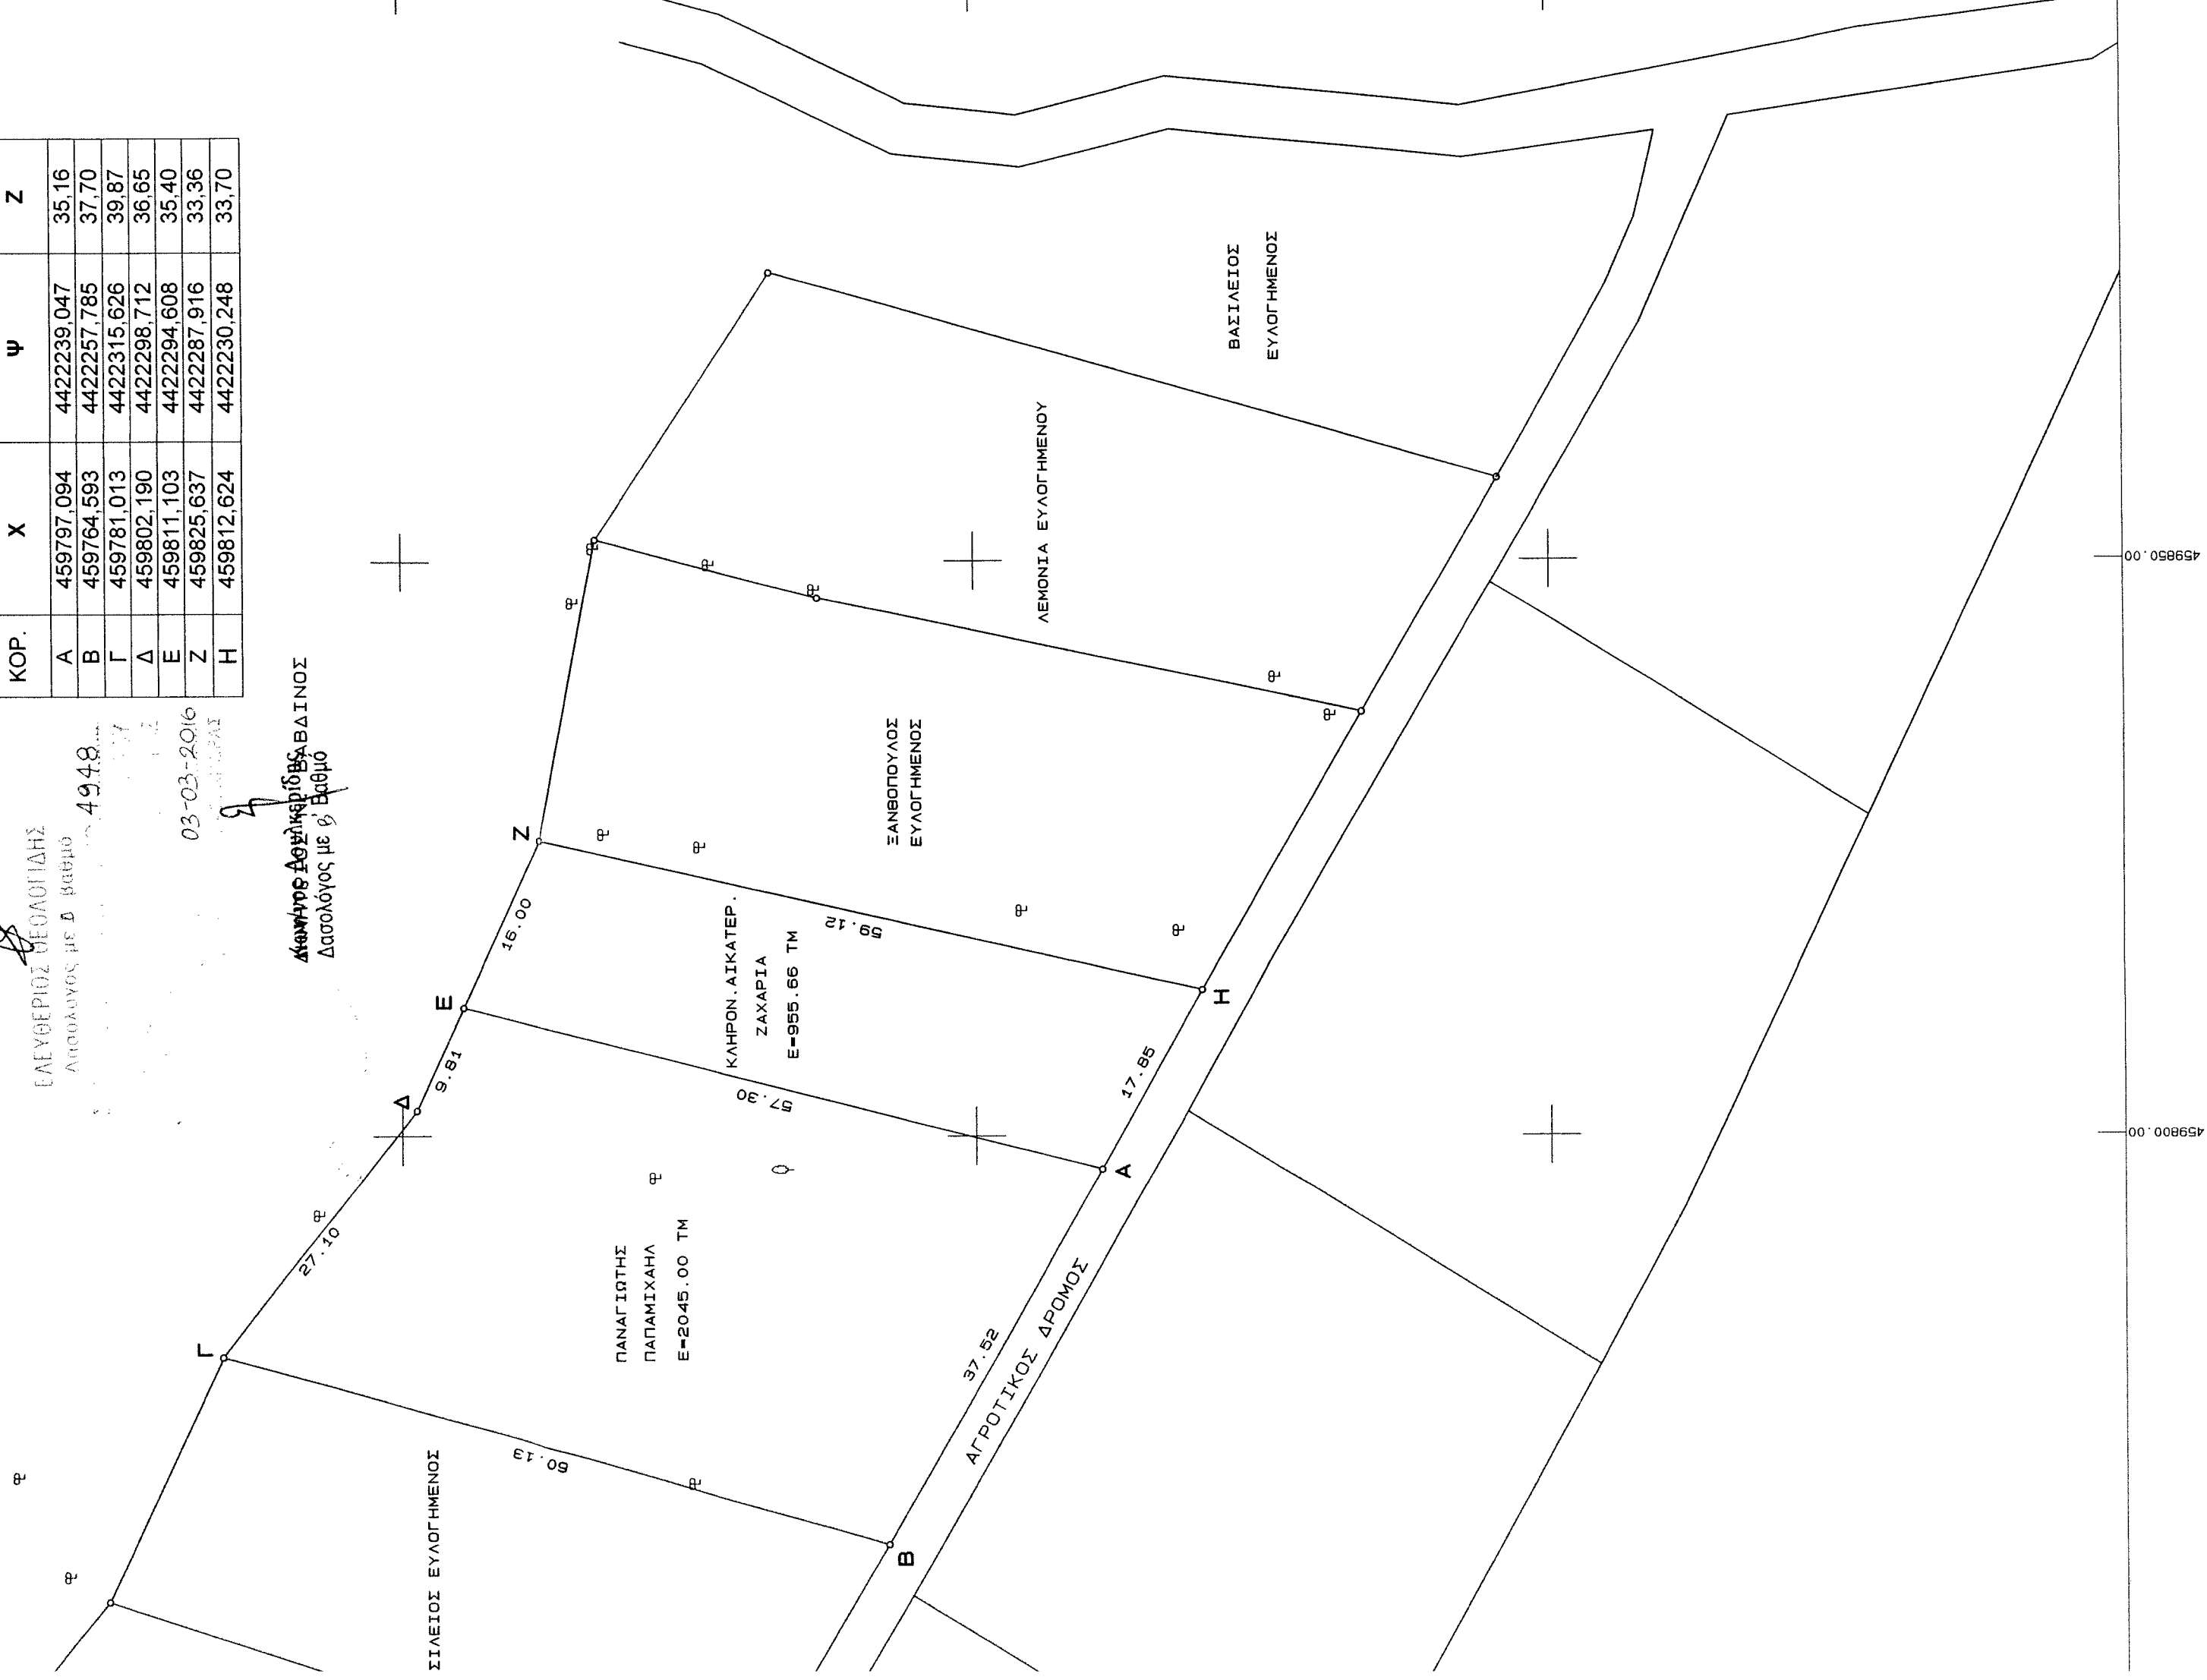 ΚΟΡ. Χ Ψ Ζ
Α 459797,094 4422239,047 35,16
Β 459764,593 4422257,785 37,70
Γ 459781,013 4422315,626 39,87
Δ 459802,190 4422298,712 36,65
Ε 459811,103 4422294,608 35,40
Ζ 459825,637 4422287,916 33,36
Η 459812,624 4422230,248 33,70
ΕΛΕΥΘΕΡΙΟΣ ΘΕΟΛΟΓΙΔΗΣ
Δασολόγος με Δ βαθμό
4948
03-03-2016
Δασολόγος με β' Βαθμό
ΣΙΛΕΙΟΣ ΕΥΛΟΓΗΜΕΝΟΣ
Γ
27.10
Δ
9.81
Ε
16.00
Ζ
60.13
ΠΑΝΑΓΙΩΤΗΣ
ΠΑΠΑΜΙΧΑΗΛ
Ε=2045.00 ΤΜ
57.30
ΚΛΗΡΟΝ.ΑΙΚΑΤΕΡ.
ΖΑΧΑΡΙΑ
Ε=955.66 ΤΜ
59.12
ΞΑΝΘΟΠΟΥΛΟΣ
ΕΥΛΟΓΗΜΕΝΟΣ
ΛΕΜΟΝΙΑ ΕΥΛΟΓΗΜΕΝΟΥ
ΒΑΣΙΛΕΙΟΣ
ΕΥΛΟΓΗΜΕΝΟΣ
Β
37.52
Α
17.85
Η
ΑΓΡΟΤΙΚΟΣ ΔΡΟΜΟΣ
459800.00
459850.00